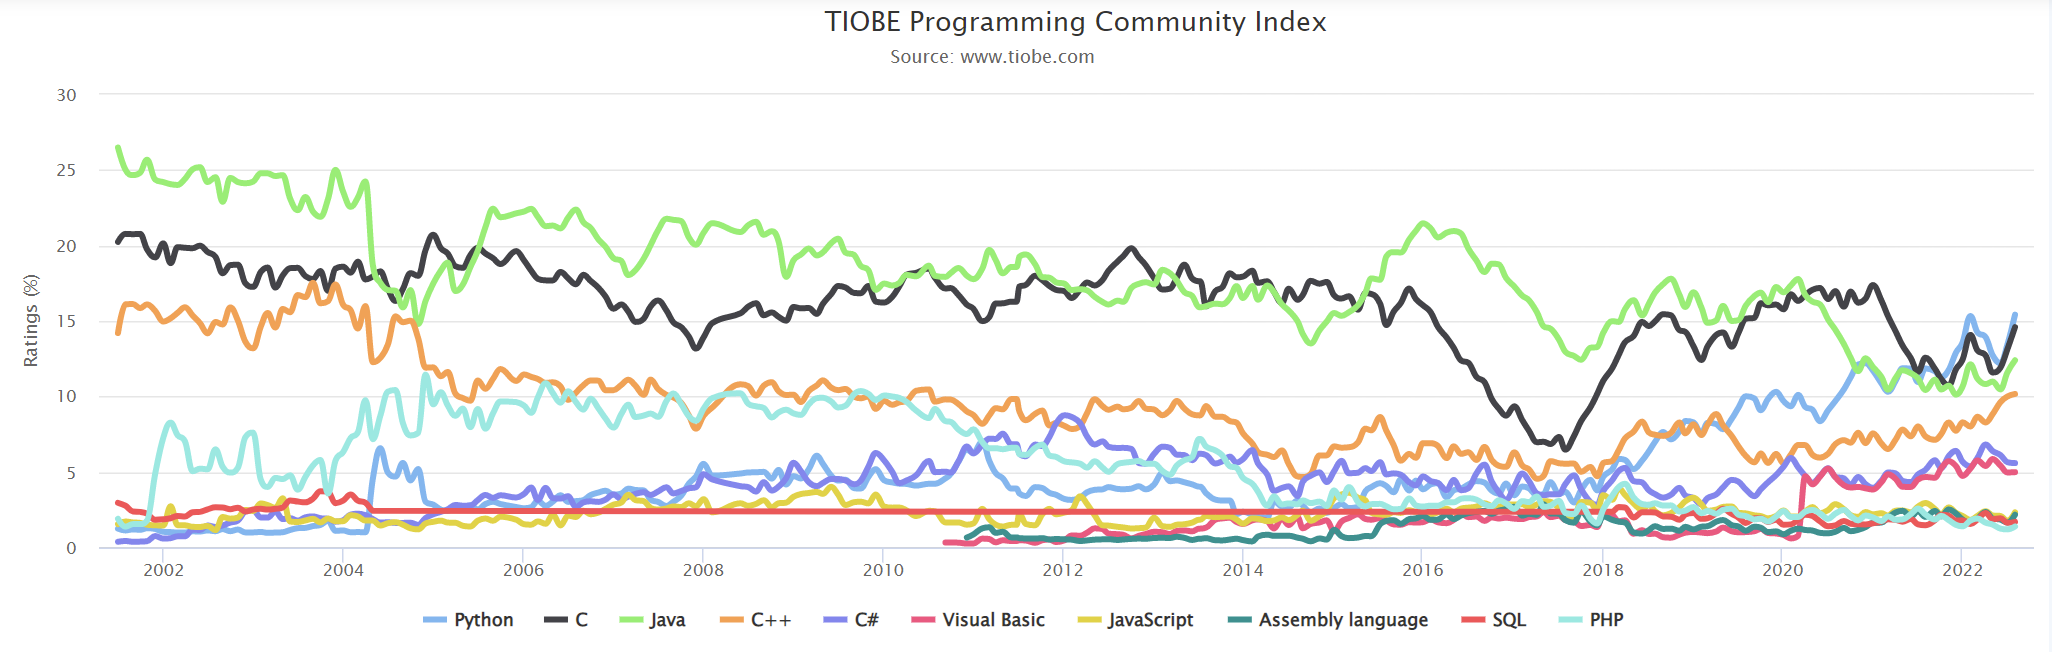 TIOBE Programming Community Index
Source: www.tiobe.com
Ratings (%)
30
25
20
15
10
5
0
2002 2004 2006 2008 2010 2012 2014 2016 2018 2020 2022
Python C Java C++ C# Visual Basic JavaScript Assembly language SQL PHP